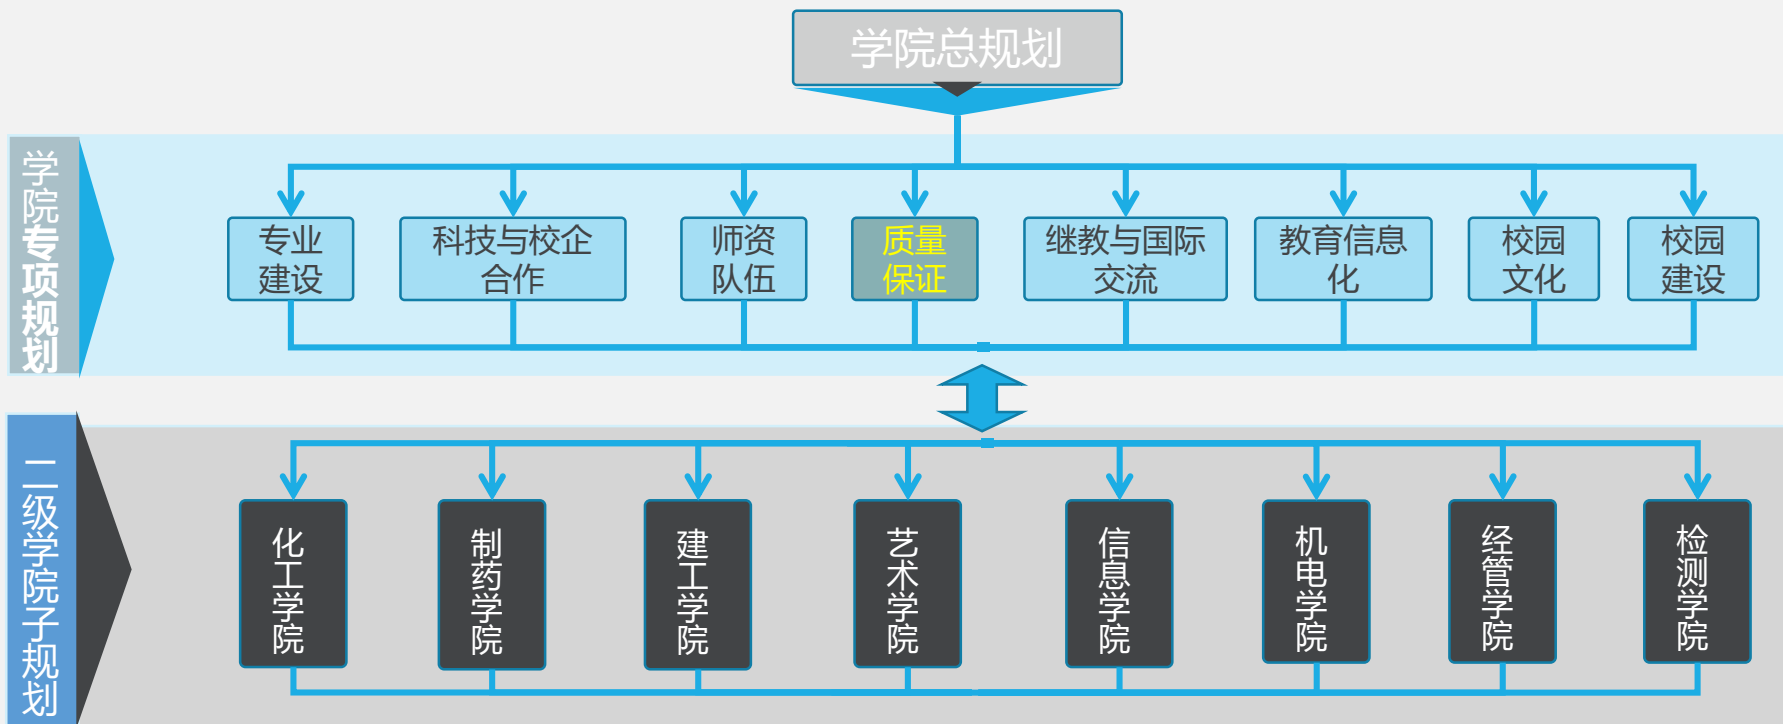 学院总规划
学院专项规划
专业
建设
科技与校企
合作
师资
队伍
质量
保证
继教与国际
交流
教育信息
化
校园
文化
校园
建设
二级学院子规划
化工学院
制药学院
建工学院
艺术学院
信息学院
机电学院
经管学院
检测学院